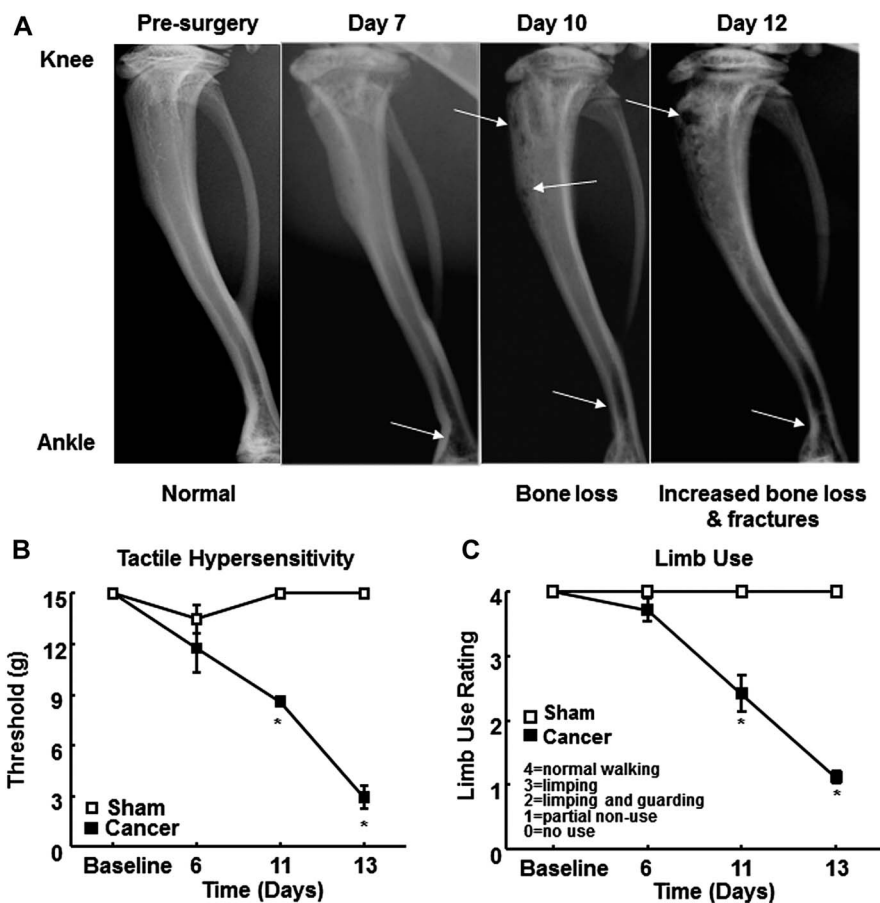 A
Pre-surgery
Day 7
Day 10
Day 12
Knee
Ankle
Normal
Bone loss
Increased bone loss
& fractures
B
Tactile Hypersensitivity
Threshold (g)
15
12
9
6
3
0
*
*
Sham
Cancer
Baseline
6
11
13
Time (Days)
C
Limb Use
Limb Use Rating
4
3
2
1
0
*
*
Sham
Cancer
4=normal walking
3=limping
2=limping and guarding
1=partial non-use
0=no use
Baseline
6
11
13
Time (Days)